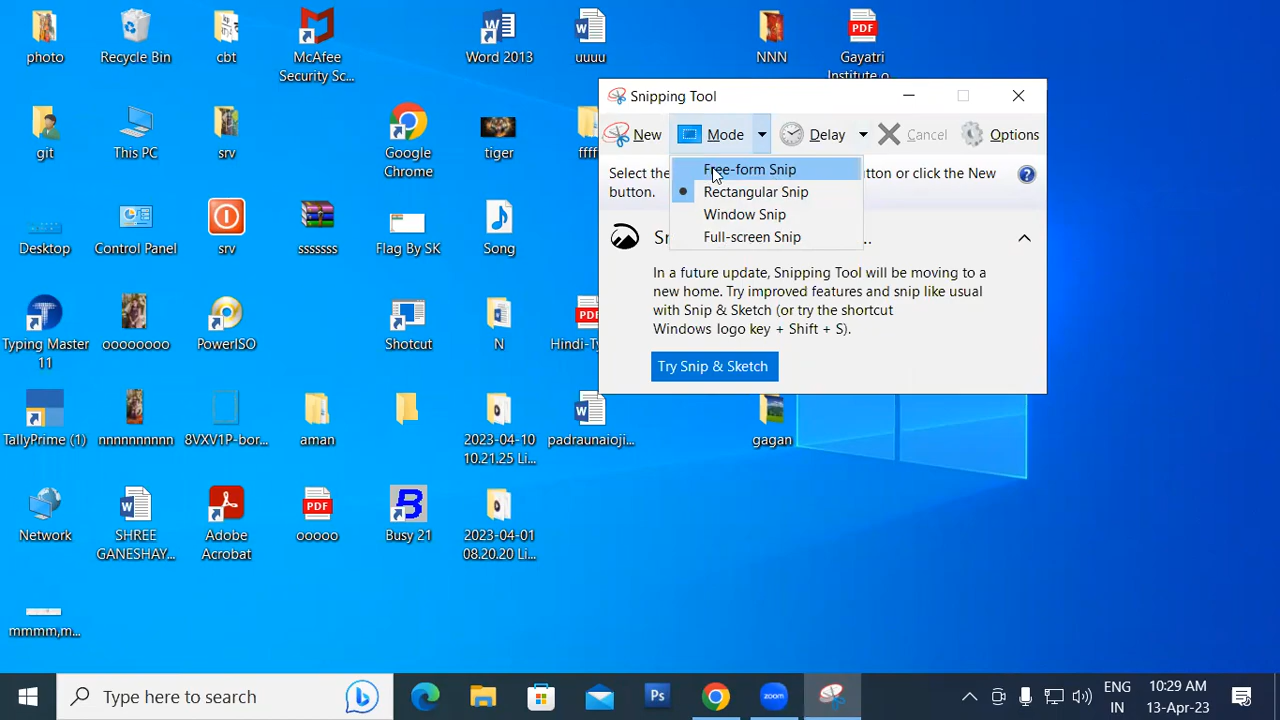 photo
Recycle Bin
cbt
McAfee
Security Sc...
Word 2013
uuuu
NNN
PDF
Gayatri
Institute o
git
This PC
srv
Google
Chrome
tiger
ffff
Desktop
Control Panel
srv
sssssss
Flag By SK
Song
Typing Master
11
oooooooo
PowerISO
Shotcut
N
PDF
Hindi-Ty
TallyPrime (1)
nnnnnnnnnn
8VXV1P-bor...
aman
2023-04-10
10.21.25 Li...
padraunaioji...
gagan
Network
SHREE
GANESHAY...
Adobe
Acrobat
PDF
ooooo
Busy 21
2023-04-01
08.20.20 Li...
mmmm,m...
Snipping Tool
New
Mode
Delay
Cancel
Options
Select the
utton or click the New
button.
Free-form Snip
Rectangular Snip
Window Snip
Full-screen Snip
In a future update, Snipping Tool will be moving to a
new home. Try improved features and snip like usual
with Snip & Sketch (or try the shortcut
Windows logo key + Shift + S).
Try Snip & Sketch
Type here to search
Ps
zoom
ENG
IN
10:29 AM
13-Apr-23